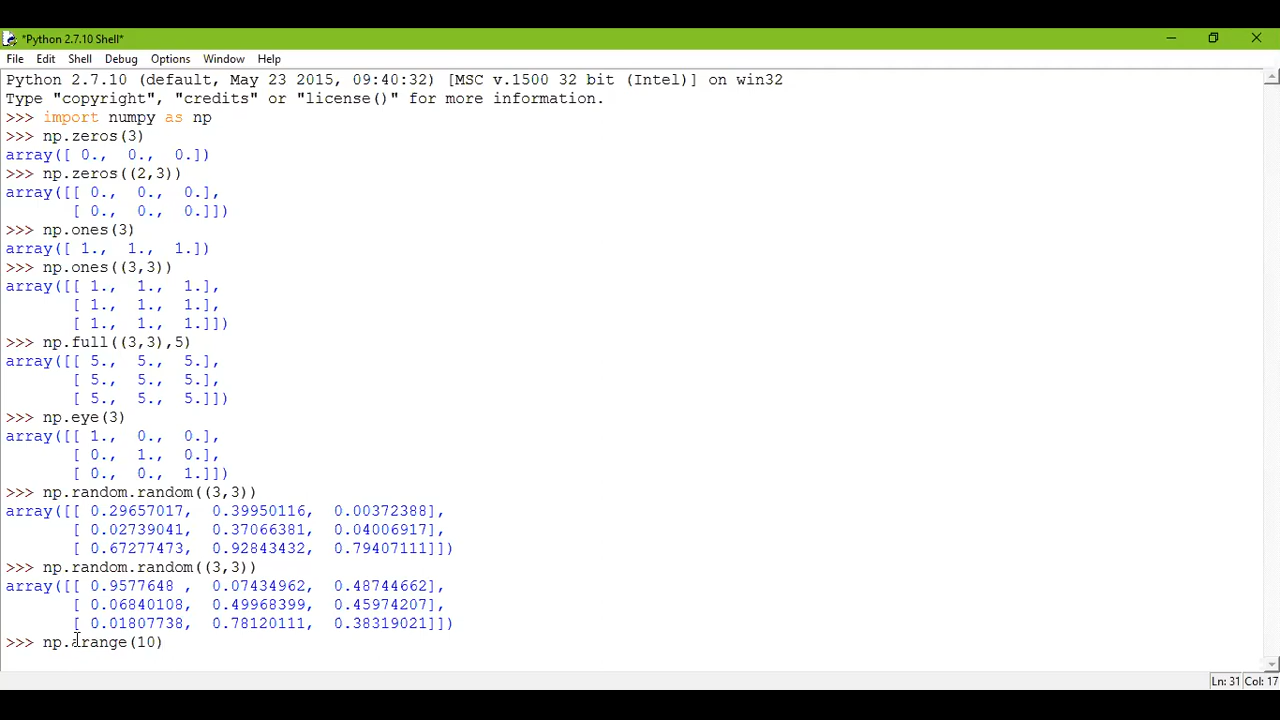 *Python 2.7.10 Shell*
File Edit Shell Debug Options Window Help
Python 2.7.10 (default, May 23 2015, 09:40:32) [MSC v.1500 32 bit (Intel)] on win32
Type "copyright", "credits" or "license()" for more information.
>>> import numpy as np
>>> np.zeros(3)
array([ 0.,  0.,  0.])
>>> np.zeros((2,3))
array([[ 0.,  0.,  0.],
       [ 0.,  0.,  0.]])
>>> np.ones(3)
array([ 1.,  1.,  1.])
>>> np.ones((3,3))
array([[ 1.,  1.,  1.],
       [ 1.,  1.,  1.],
       [ 1.,  1.,  1.]])
>>> np.full((3,3),5)
array([[ 5.,  5.,  5.],
       [ 5.,  5.,  5.],
       [ 5.,  5.,  5.]])
>>> np.eye(3)
array([[ 1.,  0.,  0.],
       [ 0.,  1.,  0.],
       [ 0.,  0.,  1.]])
>>> np.random.random((3,3))
array([[ 0.29657017,  0.39950116,  0.00372388],
       [ 0.02739041,  0.37066381,  0.04006917],
       [ 0.67277473,  0.92843432,  0.79407111]])
>>> np.random.random((3,3))
array([[ 0.9577648 ,  0.07434962,  0.48744662],
       [ 0.06840108,  0.49968399,  0.45974207],
       [ 0.01807738,  0.78120111,  0.38319021]])
>>> np.arange(10)
Ln: 31 Col: 17